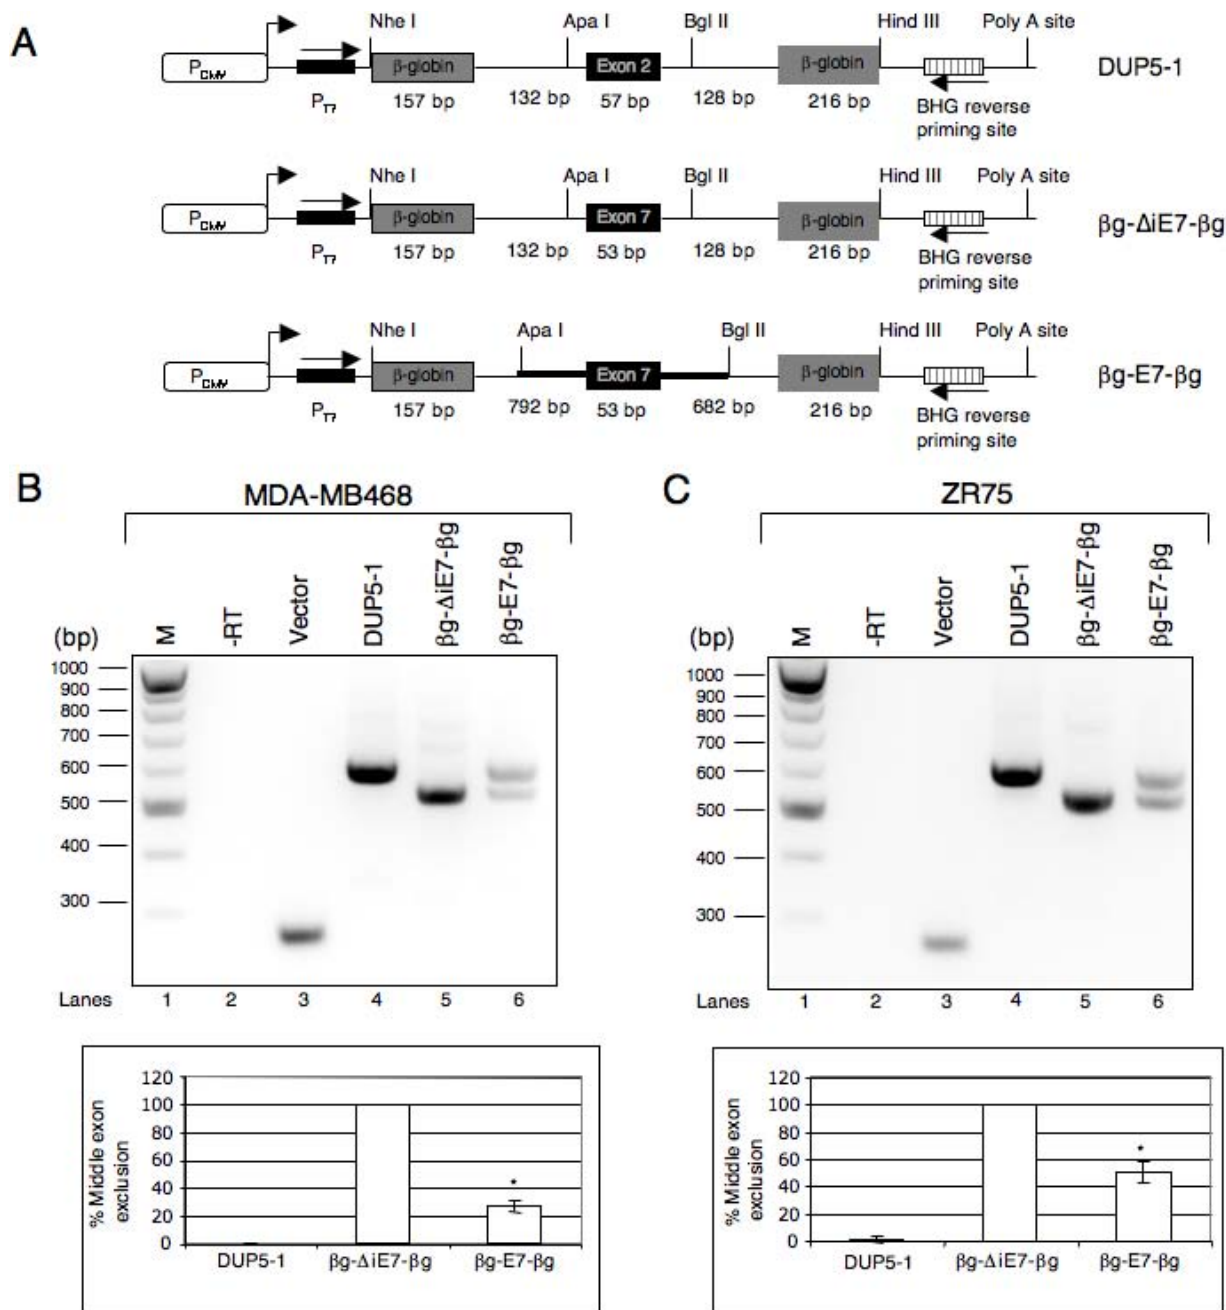 A
Nhe I Apa I Bgl II Hind III Poly A site
P CMV β-globin Exon 2 β-globin DUP5-1
P T7 157 bp 132 bp 57 bp 128 bp 216 bp BHG reverse
priming site
Nhe I Apa I Bgl II Hind III Poly A site
P CMV β-globin Exon 7 β-globin βg-ΔiE7-βg
P T7 157 bp 132 bp 53 bp 128 bp 216 bp BHG reverse
priming site
Nhe I Apa I Bgl II Hind III Poly A site
P CMV β-globin Exon 7 β-globin βg-E7-βg
P T7 157 bp 792 bp 53 bp 682 bp 216 bp BHG reverse
priming site
B
MDA-MB468
(bp) M -RT Vector DUP5-1 βg-ΔiE7-βg βg-E7-βg
1000
900
800
700
600
500
400
300
Lanes 1 2 3 4 5 6
% Middle exon
exclusion
120
100
80
60
40
20
0
*
DUP5-1 βg-ΔiE7-βg βg-E7-βg
C
ZR75
(bp) M -RT Vector DUP5-1 βg-ΔiE7-βg βg-E7-βg
1000
900
800
700
600
500
400
300
Lanes 1 2 3 4 5 6
% Middle exon
exclusion
120
100
80
60
40
20
0
*
DUP5-1 βg-ΔiE7-βg βg-E7-βg